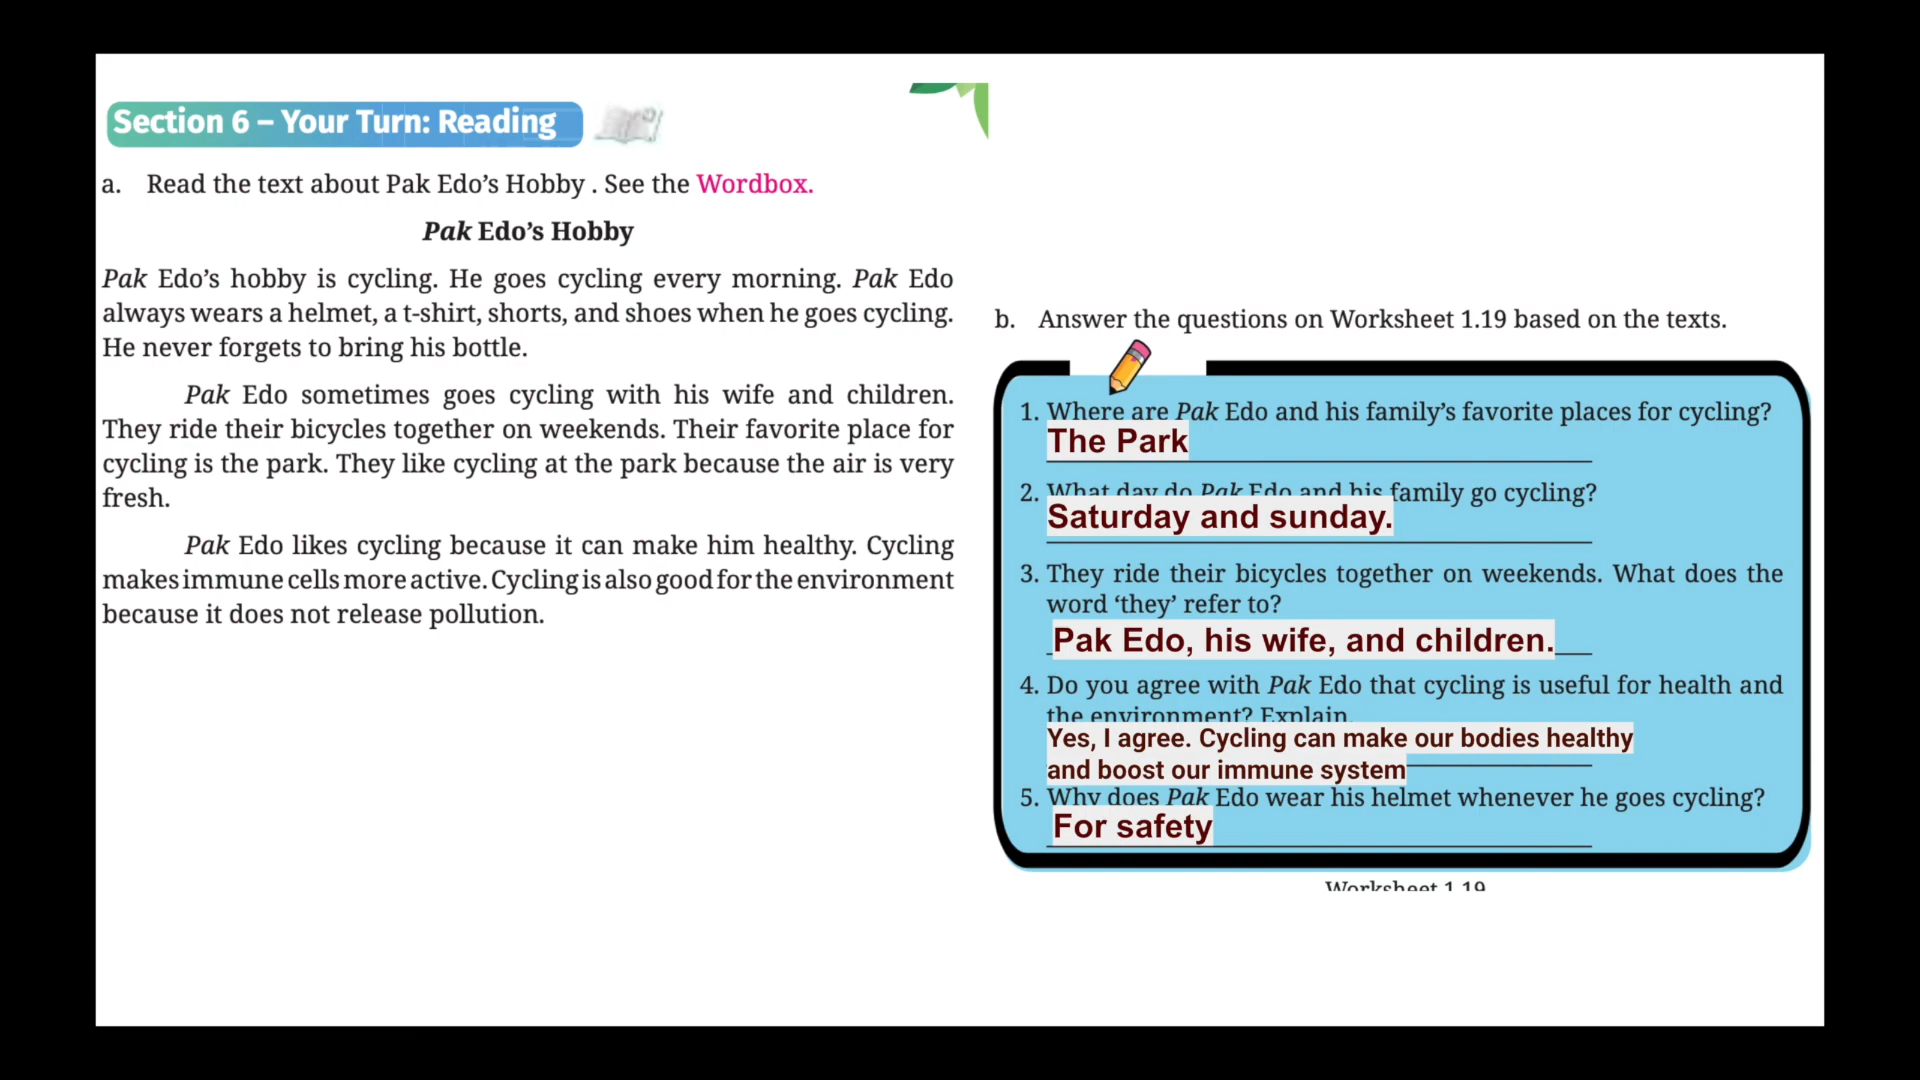 Section 6 – Your Turn: Reading
a. Read the text about Pak Edo’s Hobby . See the Wordbox.
Pak Edo’s Hobby
Pak Edo’s hobby is cycling. He goes cycling every morning. Pak Edo
always wears a helmet, a t-shirt, shorts, and shoes when he goes cycling.
He never forgets to bring his bottle.
Pak Edo sometimes goes cycling with his wife and children.
They ride their bicycles together on weekends. Their favorite place for
cycling is the park. They like cycling at the park because the air is very
fresh.
Pak Edo likes cycling because it can make him healthy. Cycling
makes immune cells more active. Cycling is also good for the environment
because it does not release pollution.
b. Answer the questions on Worksheet 1.19 based on the texts.
1. Where are Pak Edo and his family’s favorite places for cycling?
The Park
2. What day do Pak Edo and his family go cycling?
Saturday and sunday.
3. They ride their bicycles together on weekends. What does the
word ‘they’ refer to?
Pak Edo, his wife, and children.
4. Do you agree with Pak Edo that cycling is useful for health and
the environment? Explain.
Yes, I agree. Cycling can make our bodies healthy
and boost our immune system
5. Why does Pak Edo wear his helmet whenever he goes cycling?
For safety
Worksheet 1.19